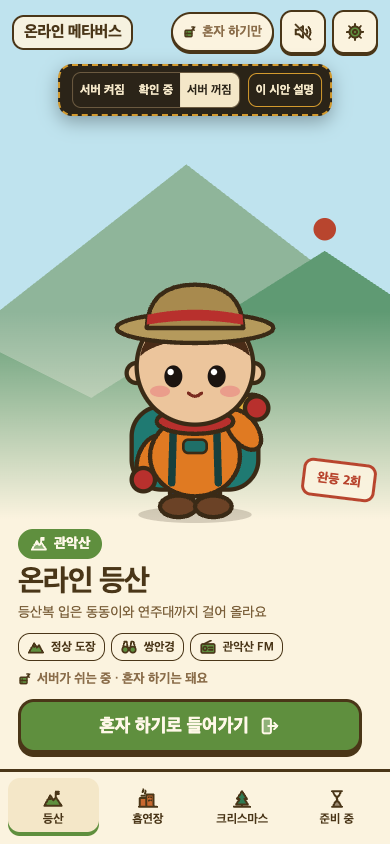 온라인 메타버스
혼자 하기만
서버 켜짐 확인 중 서버 꺼짐 이 시안 설명
완등 2회
관악산
온라인 등산
등산복 입은 동동이와 연주대까지 걸어 올라요
정상 도장 쌍안경 관악산 FM
서버가 쉬는 중 · 혼자 하기는 돼요
혼자 하기로 들어가기
등산 흡연장 크리스마스 준비 중